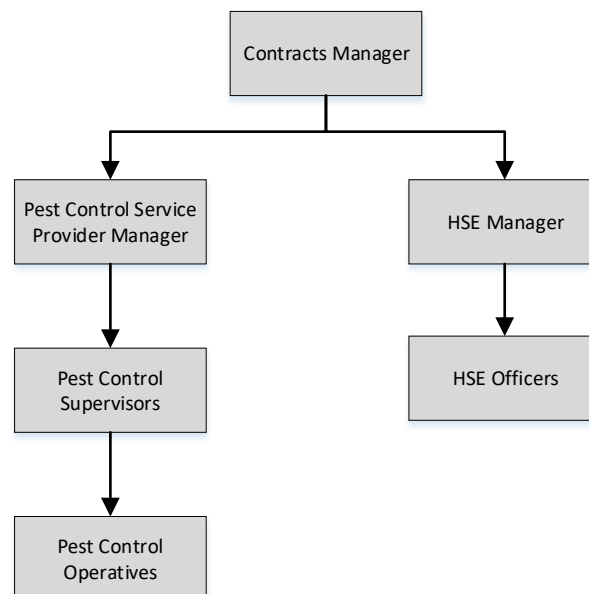 Contracts Manager
Pest Control Service
Provider Manager
HSE Manager
Pest Control
Supervisors
HSE Officers
Pest Control
Operatives